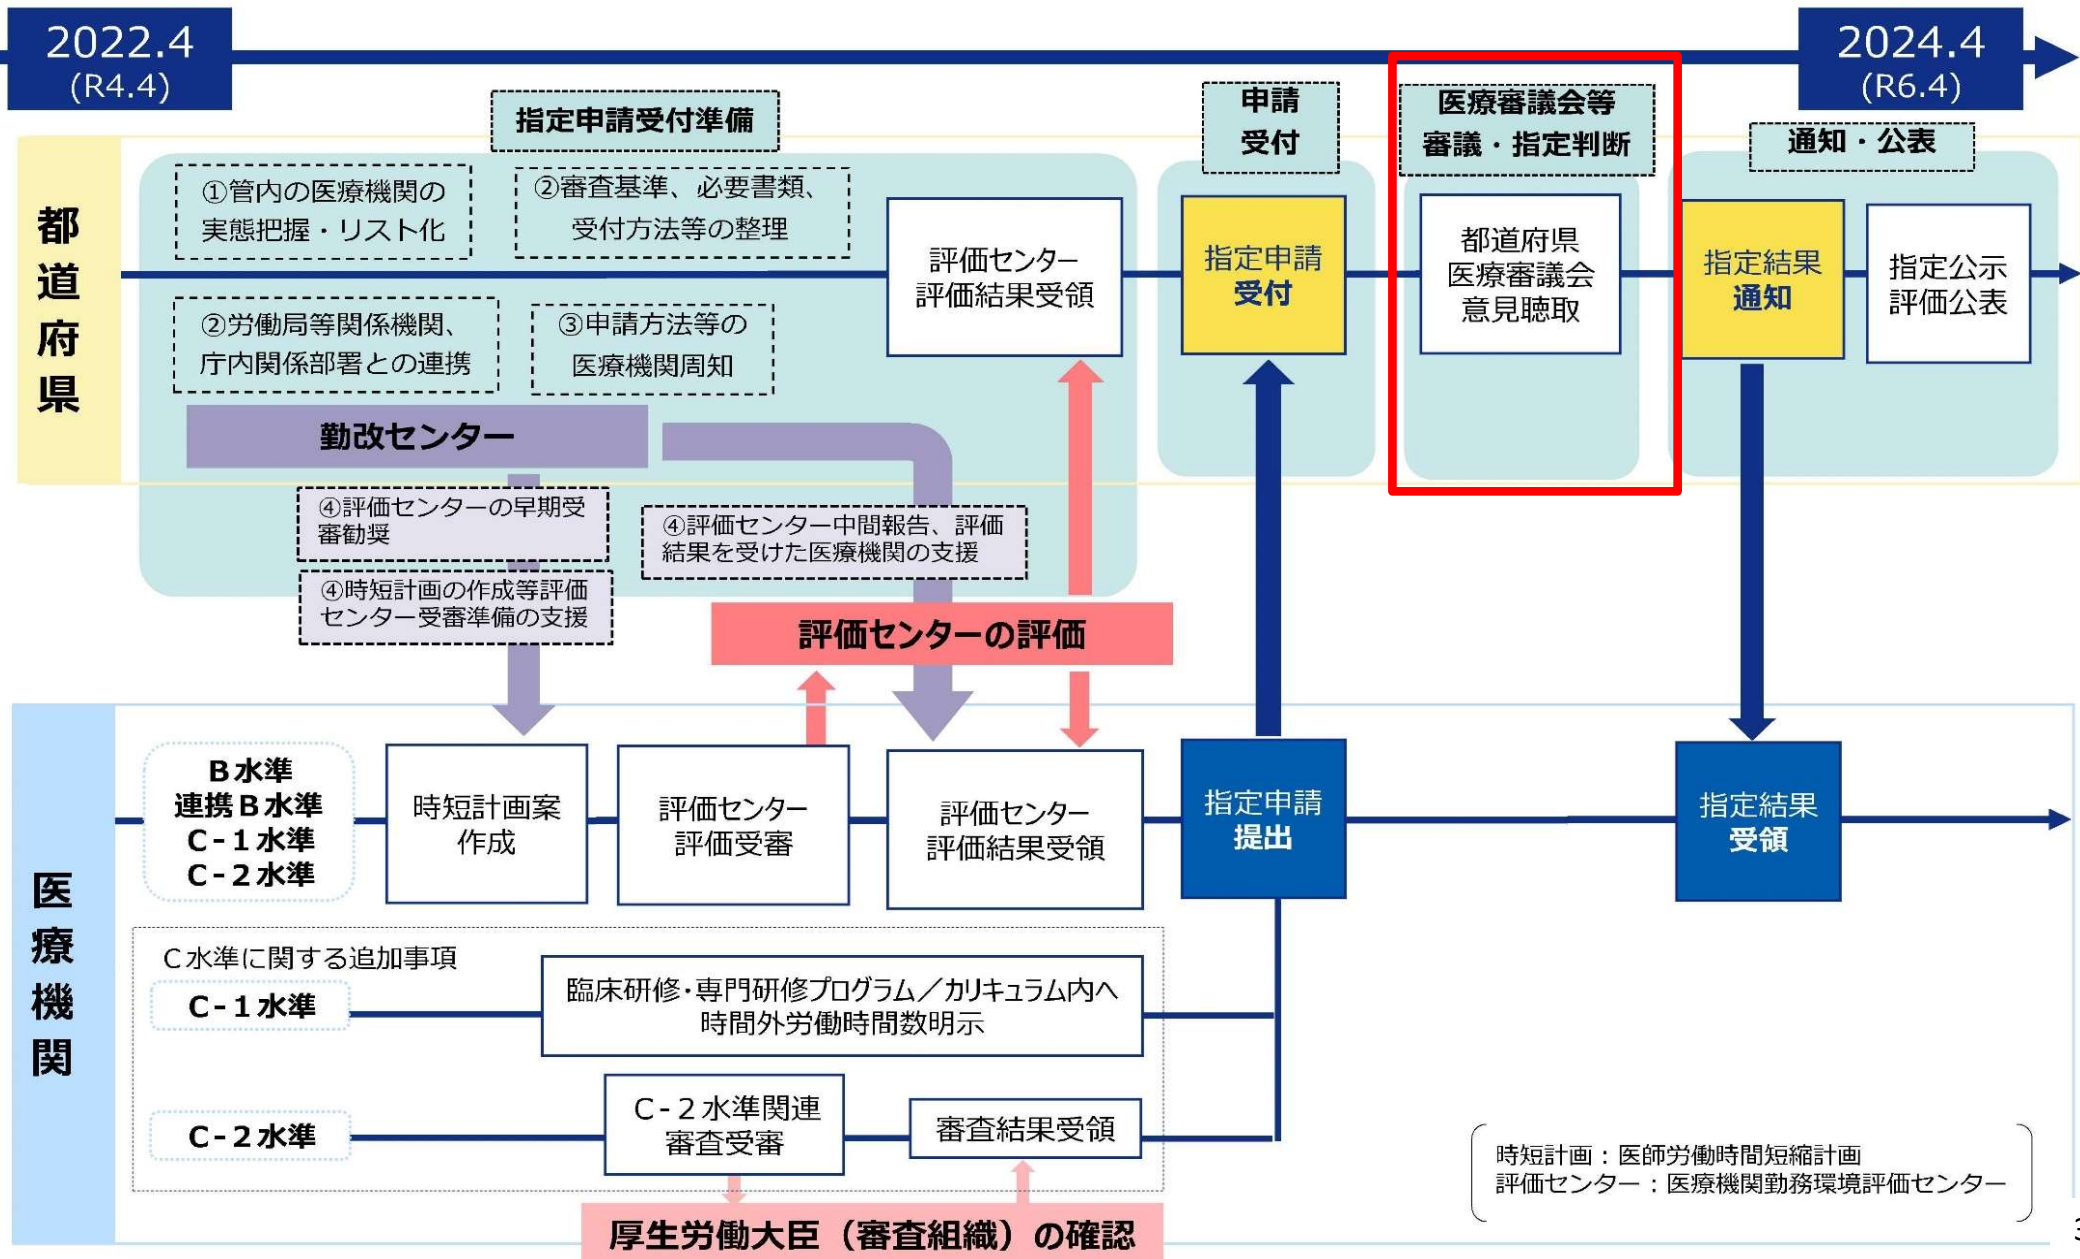 2022.4
(R4.4)
2024.4
(R6.4)
指定申請受付準備
申請
受付
医療審議会等
審議・指定判断
通知・公表
都道府県
①管内の医療機関の
実態把握・リスト化
②審査基準、必要書類、
受付方法等の整理
②労働局等関係機関、
庁内関係部署との連携
③申請方法等の
医療機関周知
評価センター
評価結果受領
指定申請
受付
都道府県
医療審議会
意見聴取
指定結果
通知
指定公示
評価公表
勤改センター
④評価センターの早期受
審勧奨
④時短計画の作成等評価
センター受審準備の支援
④評価センター中間報告、評価
結果を受けた医療機関の支援
評価センターの評価
医療機関
B水準
連携B水準
C-1水準
C-2水準
時短計画案
作成
評価センター
評価受審
評価センター
評価結果受領
指定申請
提出
指定結果
受領
C水準に関する追加事項
C-1水準
臨床研修・専門研修プログラム／カリキュラム内へ
時間外労働時間数明示
C-2水準
C-2水準関連
審査受審
審査結果受領
厚生労働大臣（審査組織）の確認
時短計画：医師労働時間短縮計画
評価センター：医療機関勤務環境評価センター